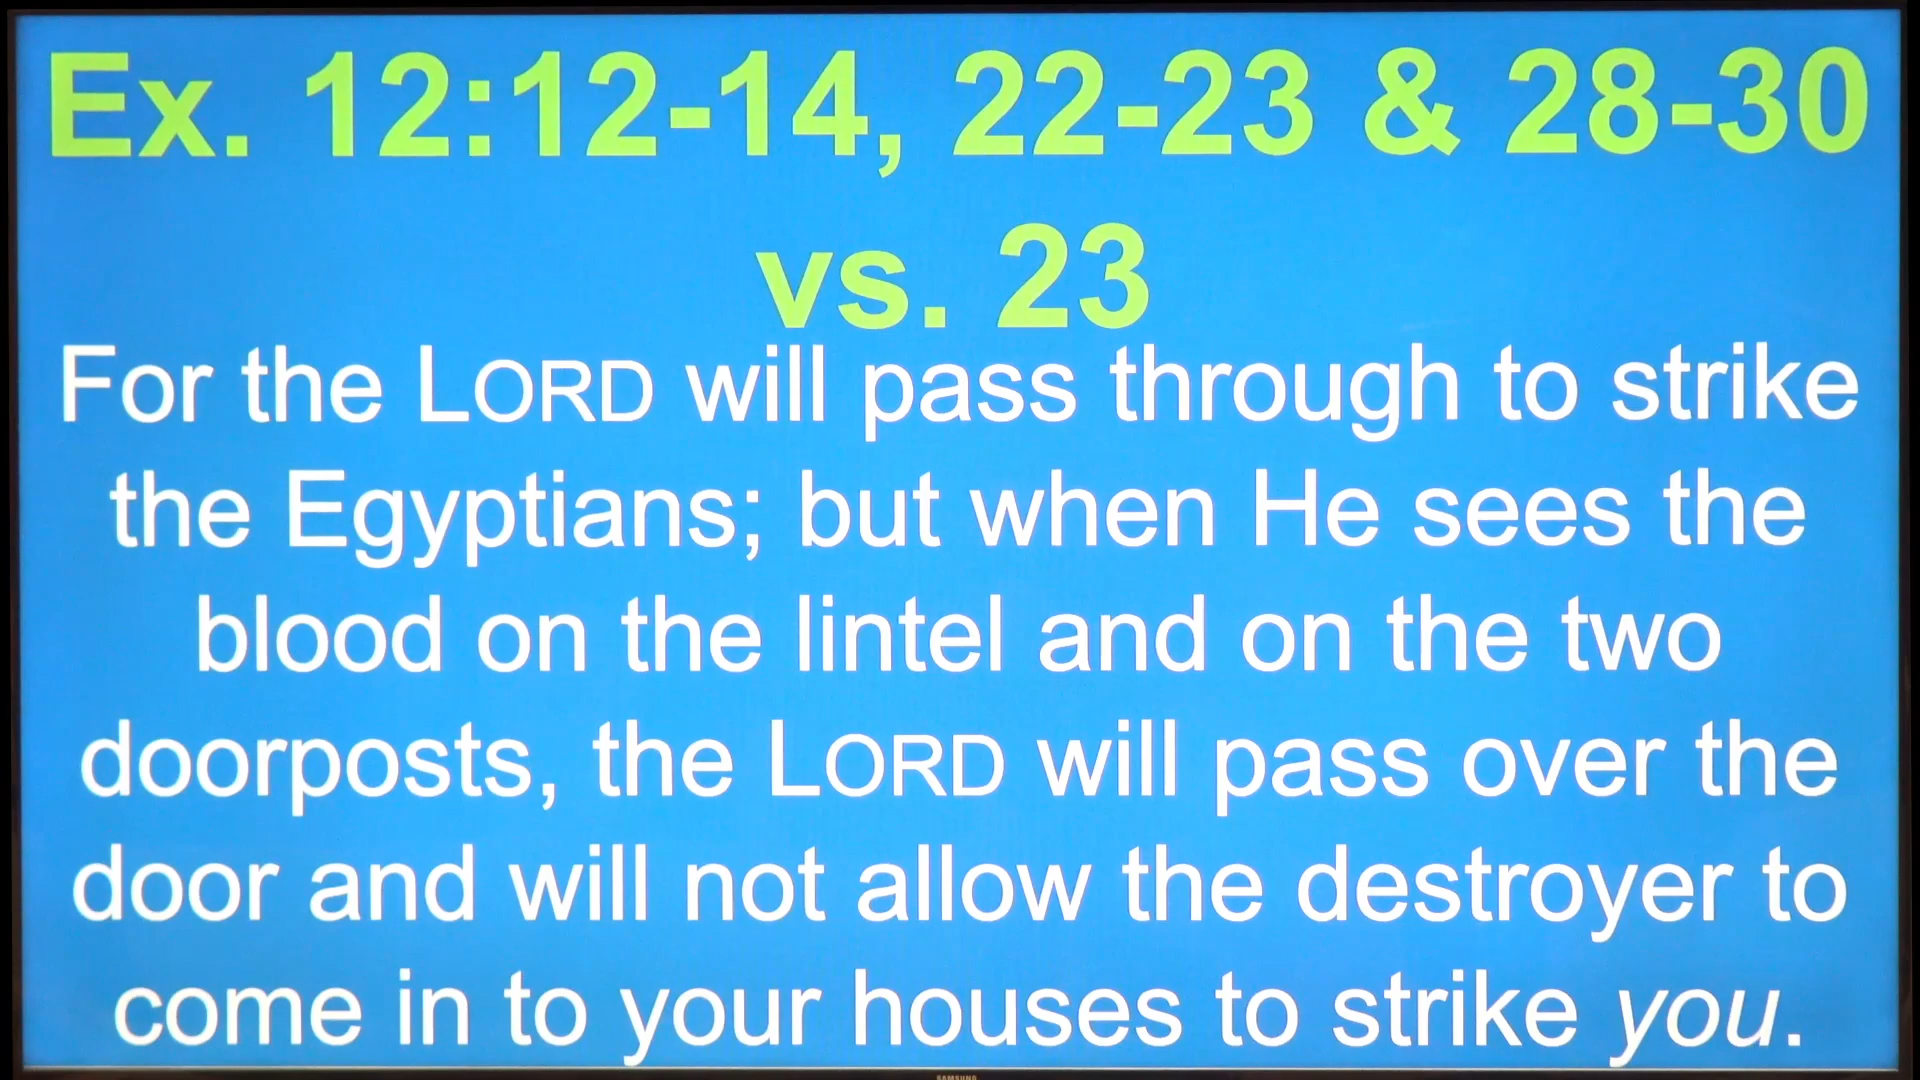 Ex. 12:12-14, 22-23 & 28-30
vs. 23
For the LORD will pass through to strike
the Egyptians; but when He sees the
blood on the lintel and on the two
doorposts, the LORD will pass over the
door and will not allow the destroyer to
come in to your houses to strike you.
SAMSUNG